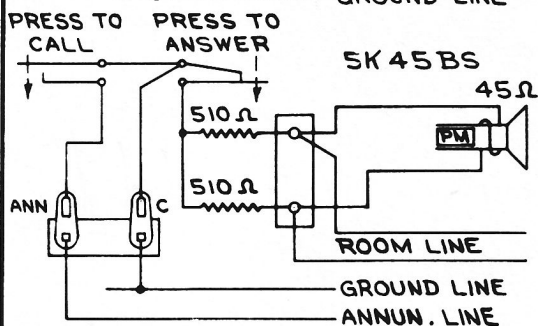 GROUND LINE
PRESS TO CALL
PRESS TO ANSWER
5K45BS
45Ω
510Ω
PM
510Ω
ANN
C
ROOM LINE
GROUND LINE
ANNUN. LINE